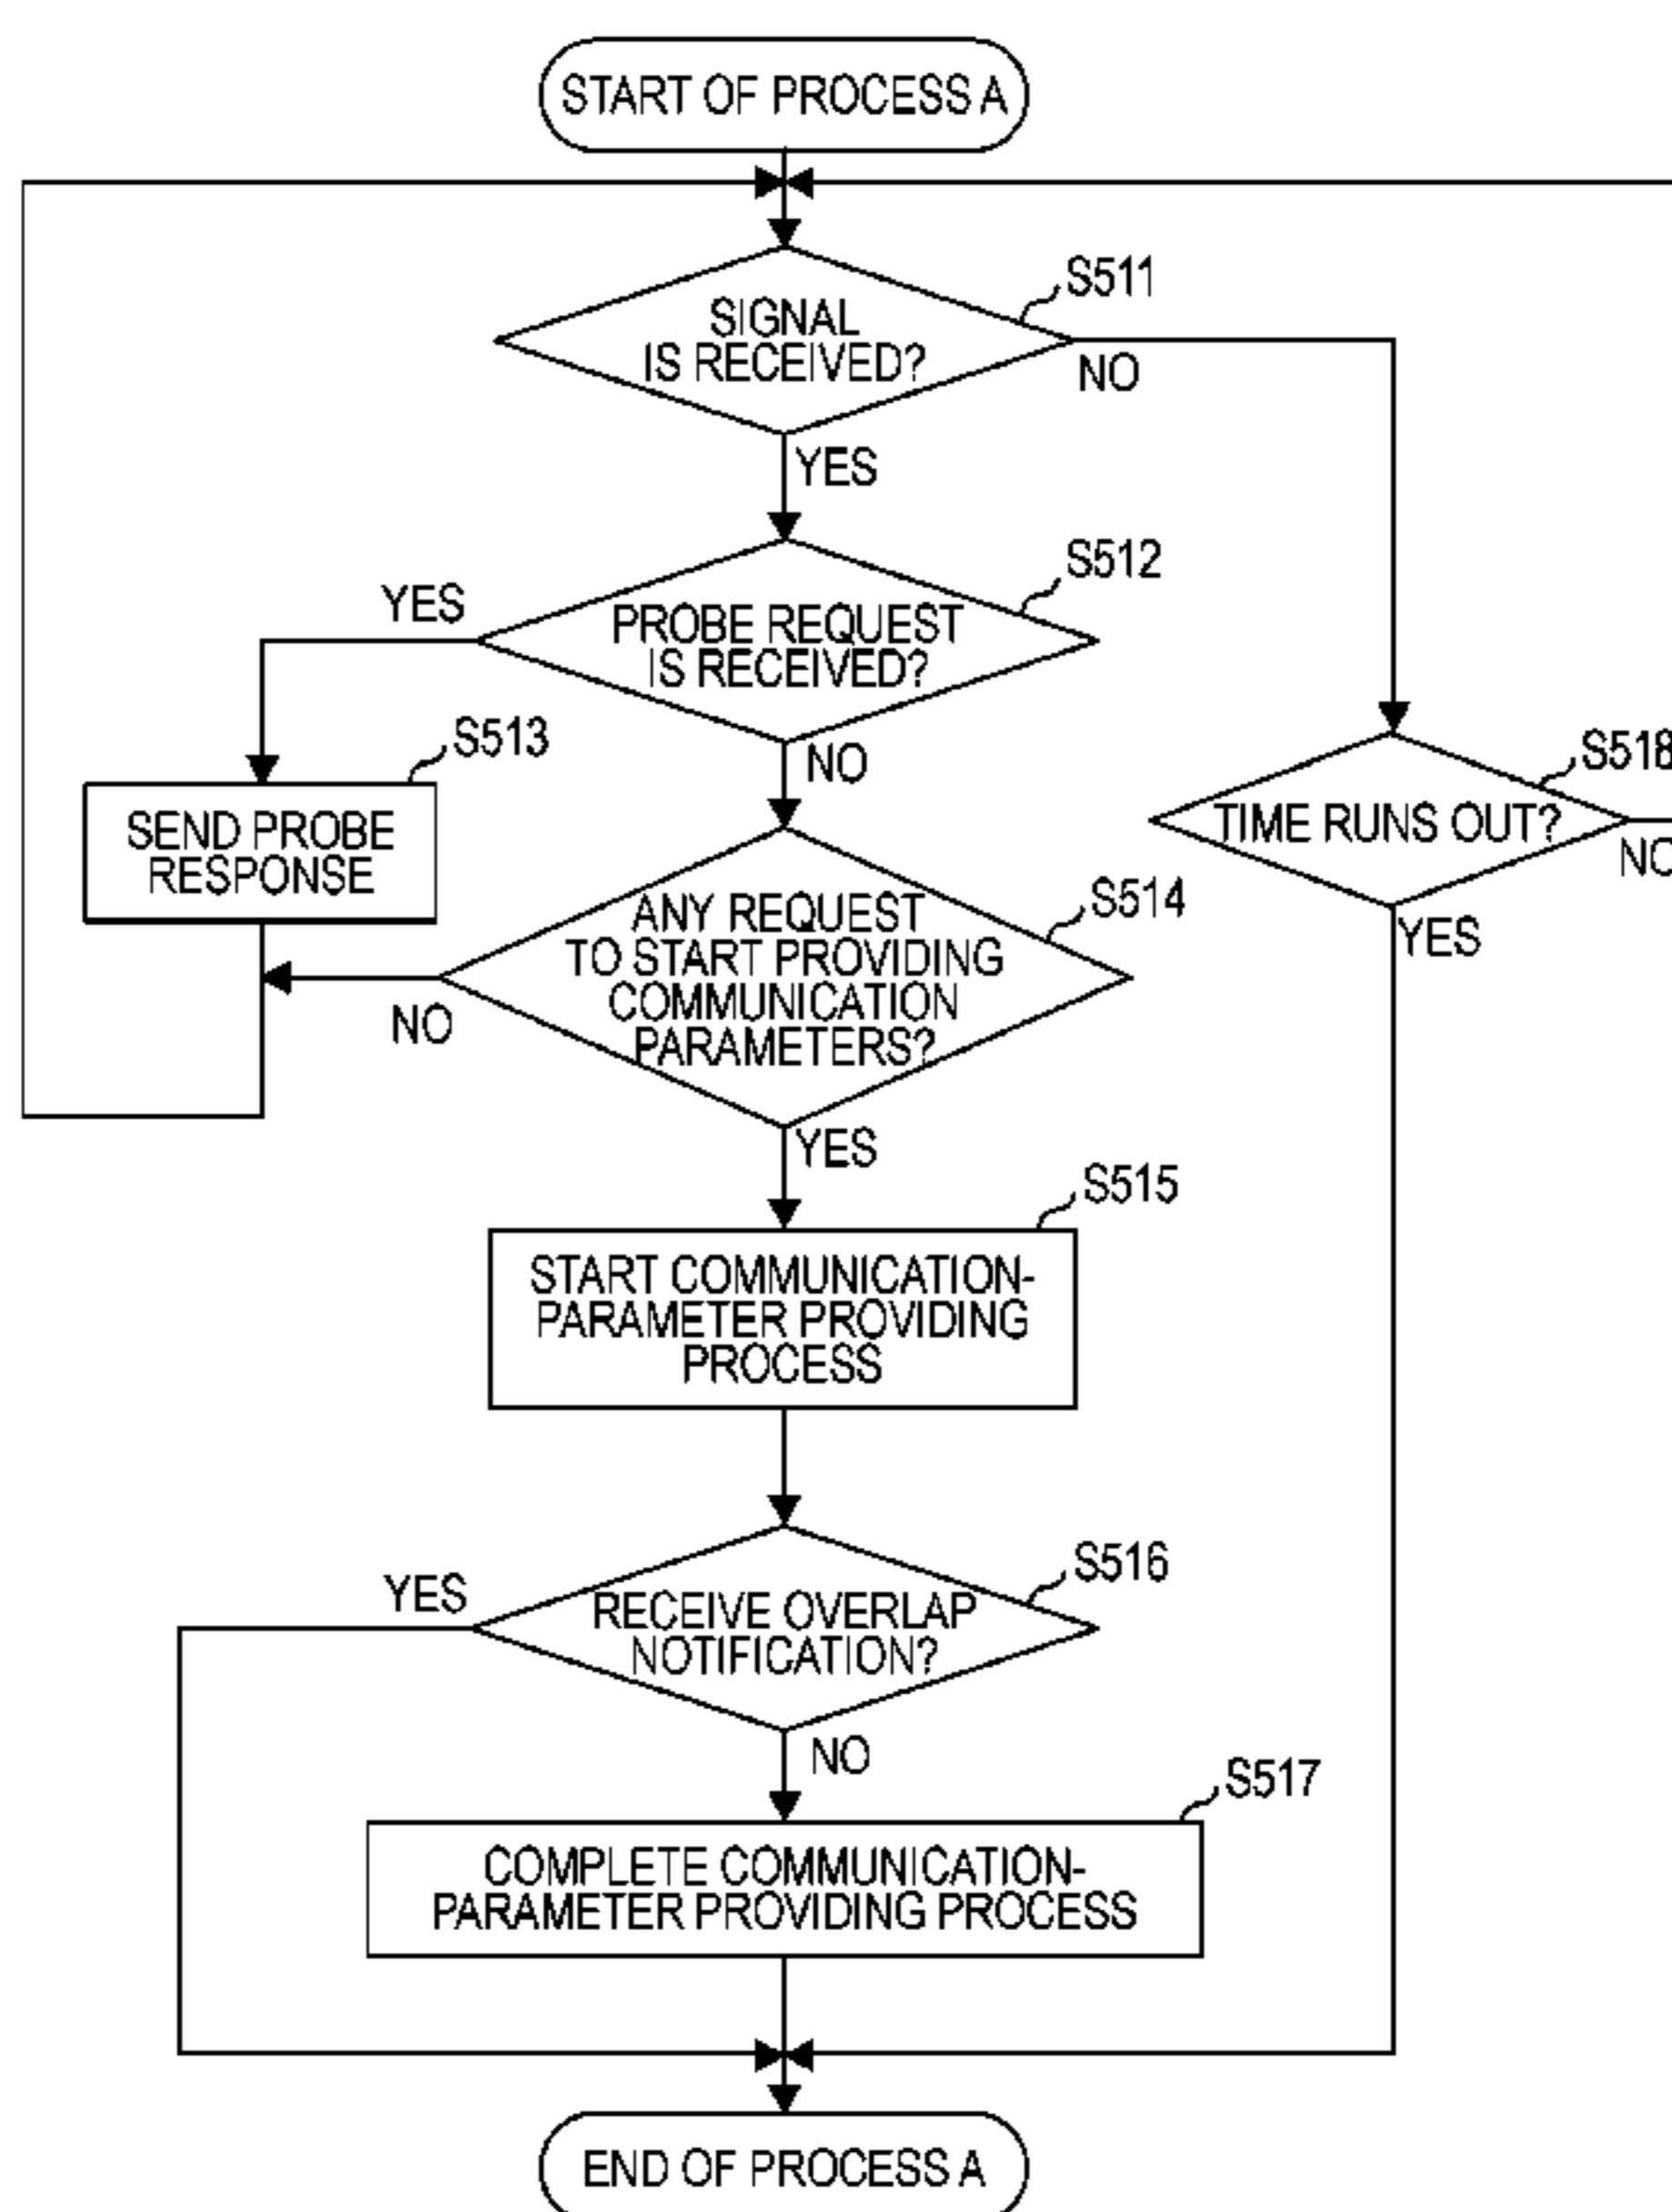 START OF PROCESS A
S511
SIGNAL
IS RECEIVED?
NO
YES
S512
YES
PROBE REQUEST
IS RECEIVED?
S513
NO
S518
SEND PROBE
RESPONSE
TIME RUNS OUT?
NO
S514
ANY REQUEST
TO START PROVIDING
COMMUNICATION
PARAMETERS?
YES
NO
YES
S515
START COMMUNICATION-
PARAMETER PROVIDING
PROCESS
S516
YES
RECEIVE OVERLAP
NOTIFICATION?
NO
S517
COMPLETE COMMUNICATION-
PARAMETER PROVIDING PROCESS
END OF PROCESS A